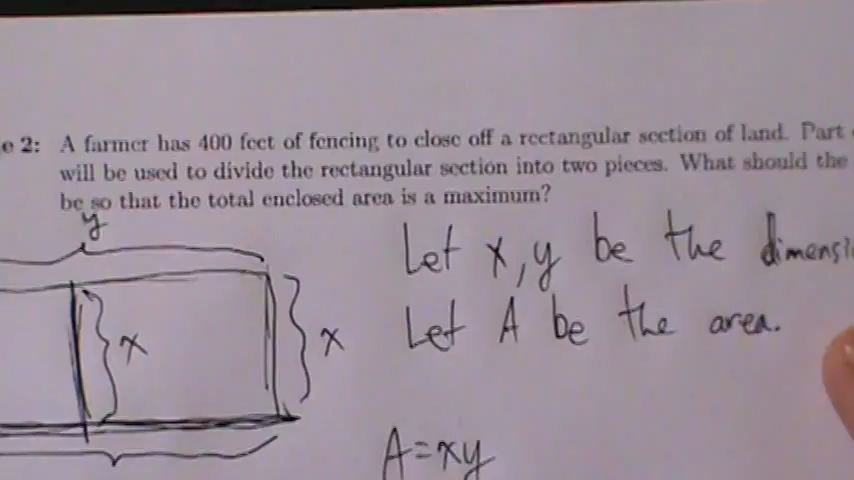 e 2: A farmer has 400 feet of fencing to close off a rectangular section of land. Part
will be used to divide the rectangular section into two pieces. What should the
be so that the total enclosed area is a maximum?
y
Let x, y be the
x
x
Let A be the area.
A=xy